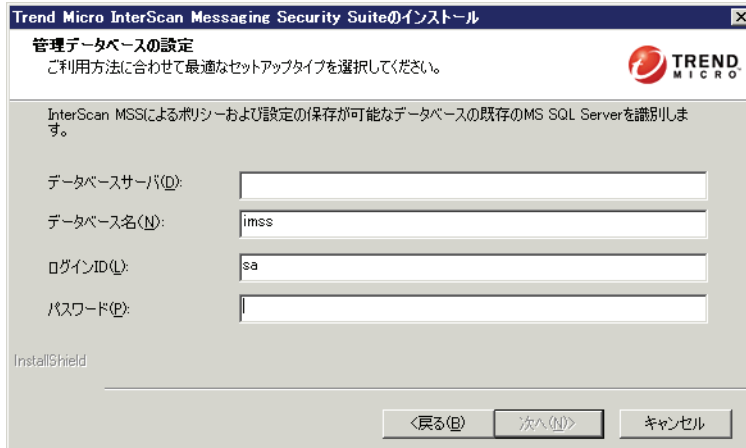 Trend Micro InterScan Messaging Security Suiteのインストール
管理データベースの設定
ご利用方法に合わせて最適なセットアップタイプを選択してください。
TREND
MICRO
InterScan MSSによるポリシーおよび設定の保存が可能なデータベースの既存のMS SQL Serverを識別しま
す。
データベースサーバ(D):
データベース名(N):
imss
ログインID(L):
sa
パスワード(P):
InstallShield
<戻る(B)
次へ(N)>
キャンセル